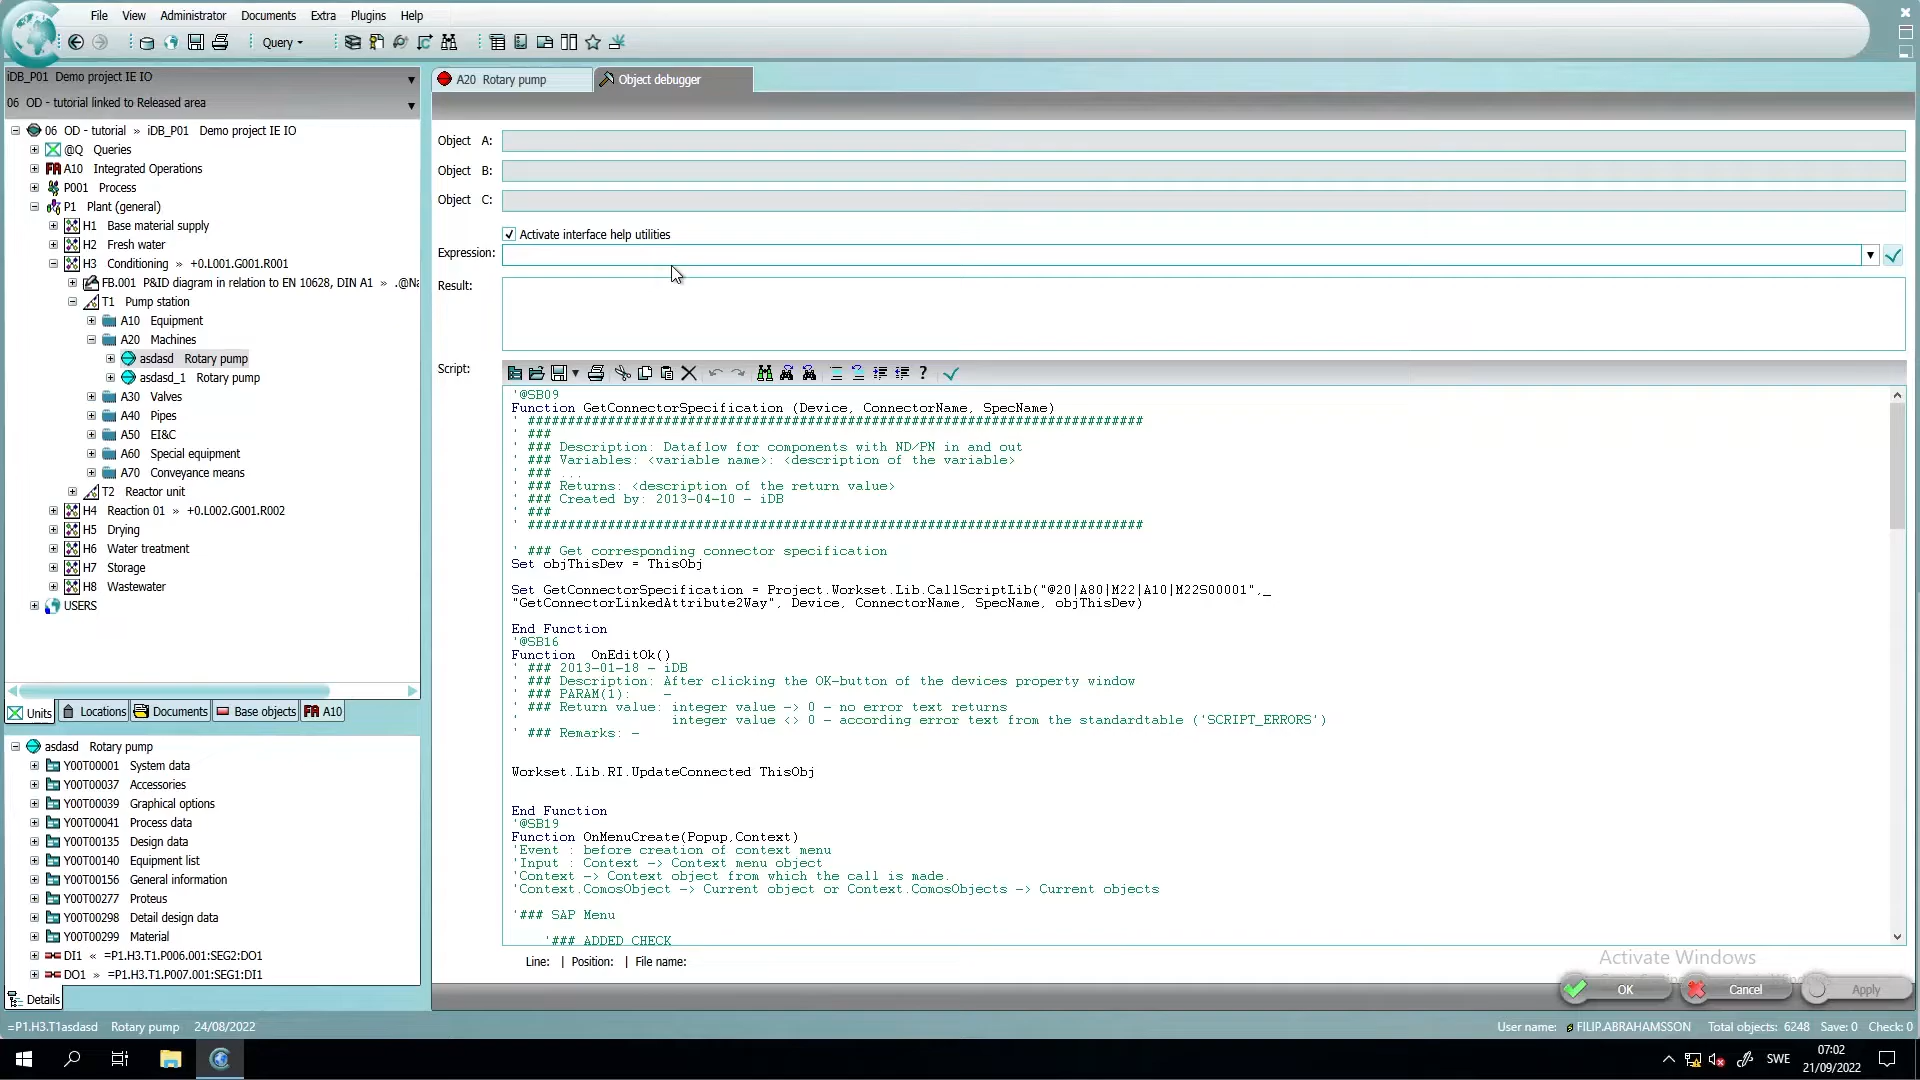 File View Administrator Documents Extra Plugins Help
Query
iDB_P01 Demo project IE IO
06 OD - tutorial linked to Released area
06 OD - tutorial » iDB_P01 Demo project IE IO
@Q Queries
FA A10 Integrated Operations
P001 Process
P1 Plant (general)
H1 Base material supply
H2 Fresh water
H3 Conditioning » +0.L001.G001.R001
FB.001 P&ID diagram in relation to EN 10628, DIN A1 » .@Na
T1 Pump station
A10 Equipment
A20 Machines
asdasd Rotary pump
asdasd_1 Rotary pump
A30 Valves
A40 Pipes
A50 EI&C
A60 Special equipment
A70 Conveyance means
T2 Reactor unit
H4 Reaction 01 » +0.L002.G001.R002
H5 Drying
H6 Water treatment
H7 Storage
H8 Wastewater
USERS
Units Locations Documents Base objects FA A10
asdasd Rotary pump
Y00T00001 System data
Y00T00037 Accessories
Y00T00039 Graphical options
Y00T00041 Process data
Y00T00135 Design data
Y00T00140 Equipment list
Y00T00156 General information
Y00T00277 Proteus
Y00T00298 Detail design data
Y00T00299 Material
DI1 « =P1.H3.T1.P006.001:SEG2:DO1
DO1 » =P1.H3.T1.P007.001:SEG1:DI1
Details
A20 Rotary pump Object debugger
Object A:
Object B:
Object C:
Activate interface help utilities
Expression:
Result:
Script:
'@SB09
Function GetConnectorSpecification (Device, ConnectorName, SpecName)
' ##############################################################################
' ###
' ### Description: Dataflow for components with ND/PN in and out
' ### Variables: <variable name>: <description of the variable>
' ### ...
' ### Returns: <description of the return value>
' ### Created by: 2013-04-10 - iDB
' ###
' ##############################################################################
' ### Get corresponding connector specification
Set objThisDev = ThisObj
Set GetConnectorSpecification = Project.Workset.Lib.CallScriptLib("@20|A80|M22|A10|M22S00001",_
"GetConnectorLinkedAttribute2Way", Device, ConnectorName, SpecName, objThisDev)
End Function
'@SB16
Function OnEditOk()
' ### 2013-01-18 - iDB
' ### Description: After clicking the OK-button of the devices property window
' ### PARAM(1): -
' ### Return value: integer value -> 0 - no error text returns
' integer value <> 0 - according error text from the standardtable ('SCRIPT_ERRORS')
' ### Remarks: -
Workset.Lib.RI.UpdateConnected ThisObj
End Function
'@SB19
Function OnMenuCreate(Popup,Context)
'Event : before creation of context menu
'Input : Context -> Context menu object
'Context -> Context object from which the call is made.
'Context.ComosObject -> Current object or Context.ComosObjects -> Current objects
'### SAP Menu
'### ADDED CHECK
Line: | Position: | File name:
Activate Windows
OK Cancel Apply
=P1.H3.T1asdasd Rotary pump 24/08/2022
User name: FILIP.ABRAHAMSSON Total objects: 6248 Save: 0 Check: 0
SWE
07:02
21/09/2022